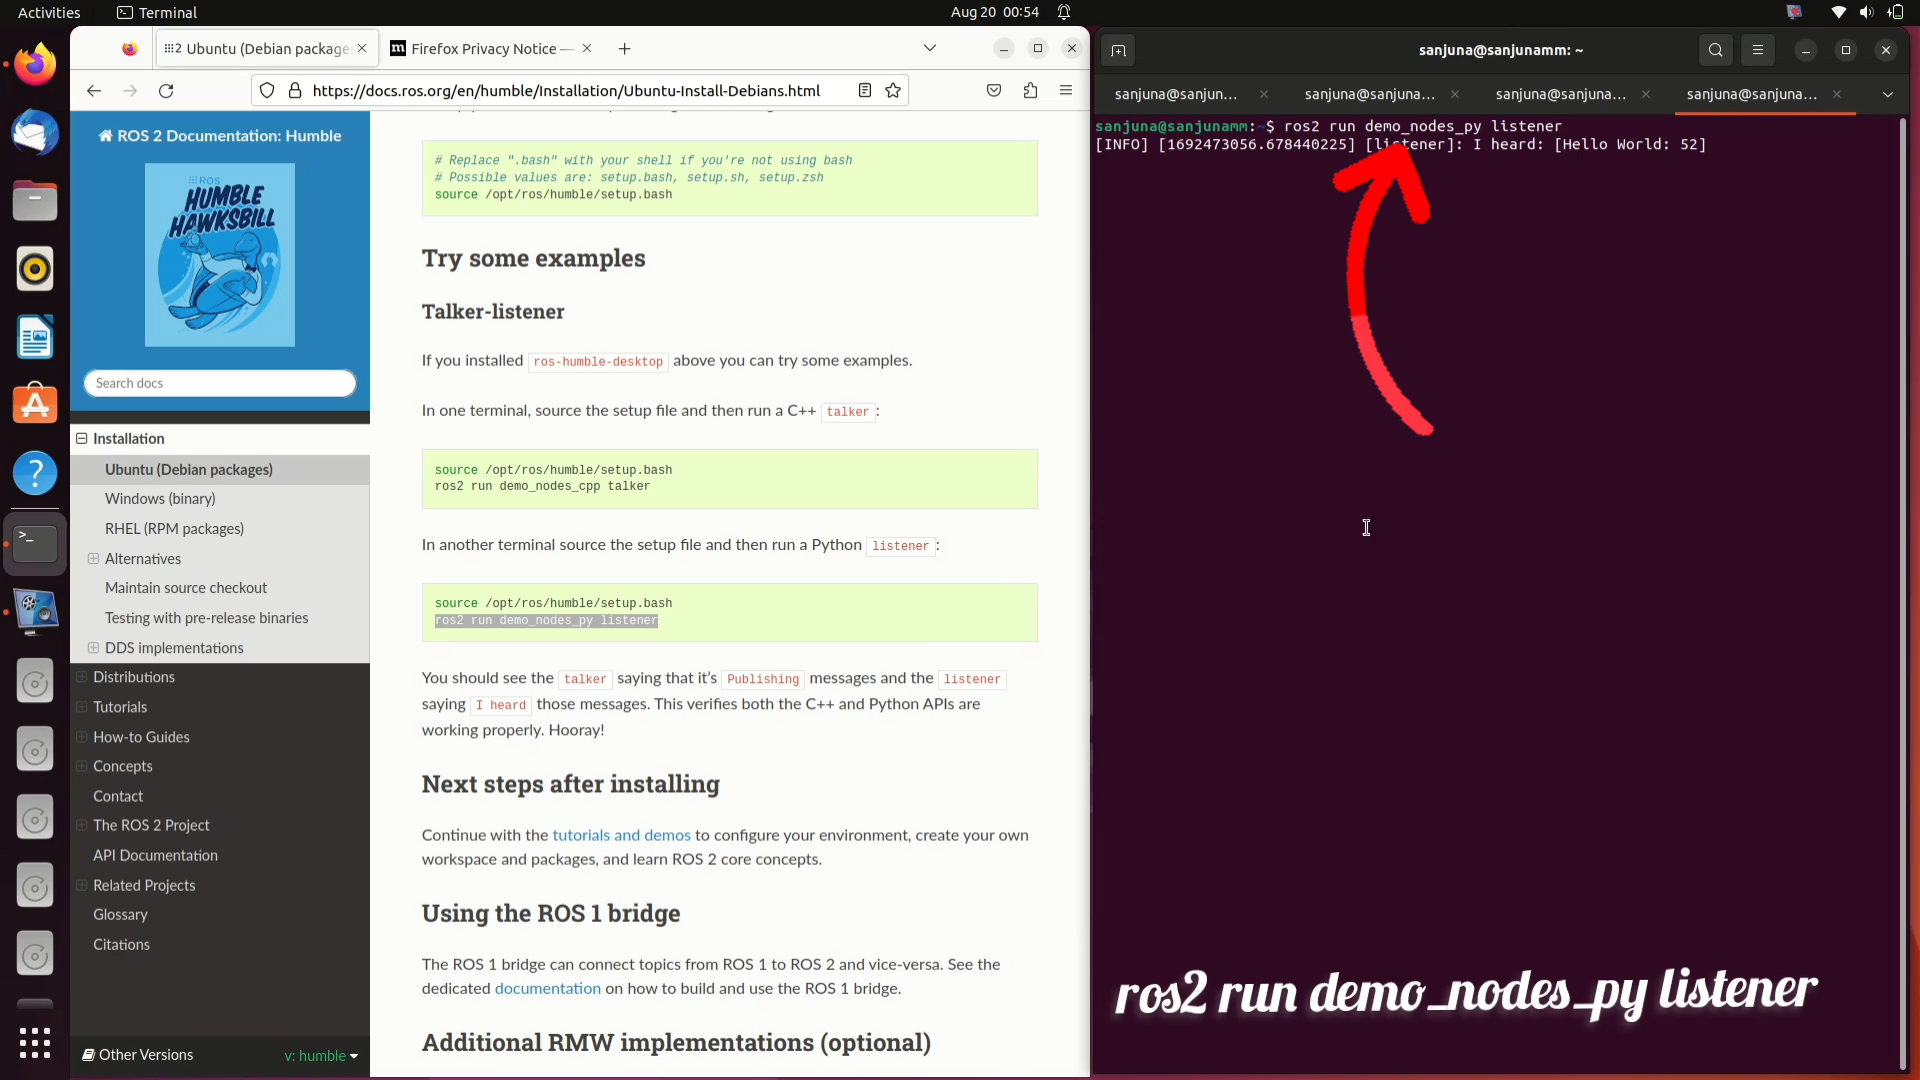 Activities
Terminal
Aug 20 00:54
2 Ubuntu (Debian package
Firefox Privacy Notice —
https://docs.ros.org/en/humble/Installation/Ubuntu-Install-Debians.html
ROS 2 Documentation: Humble
ROS
HUMBLE
HAWKSBILL
Search docs
Installation
Ubuntu (Debian packages)
Windows (binary)
RHEL (RPM packages)
Alternatives
Maintain source checkout
Testing with pre-release binaries
DDS implementations
Distributions
Tutorials
How-to Guides
Concepts
Contact
The ROS 2 Project
API Documentation
Related Projects
Glossary
Citations
Other Versions
v: humble
# Replace ".bash" with your shell if you're not using bash
# Possible values are: setup.bash, setup.sh, setup.zsh
source /opt/ros/humble/setup.bash
Try some examples
Talker-listener
If you installed ros-humble-desktop above you can try some examples.
In one terminal, source the setup file and then run a C++ talker :
source /opt/ros/humble/setup.bash
ros2 run demo_nodes_cpp talker
In another terminal source the setup file and then run a Python listener :
source /opt/ros/humble/setup.bash
ros2 run demo_nodes_py listener
You should see the talker saying that it's Publishing messages and the listener
saying I heard those messages. This verifies both the C++ and Python APIs are
working properly. Hooray!
Next steps after installing
Continue with the tutorials and demos to configure your environment, create your own
workspace and packages, and learn ROS 2 core concepts.
Using the ROS 1 bridge
The ROS 1 bridge can connect topics from ROS 1 to ROS 2 and vice-versa. See the
dedicated documentation on how to build and use the ROS 1 bridge.
Additional RMW implementations (optional)
sanjuna@sanjunamm: ~
sanjuna@sanjun...
sanjuna@sanjuna...
sanjuna@sanjuna...
sanjuna@sanjuna...
sanjuna@sanjunamm:~$ ros2 run demo_nodes_py listener
[INFO] [1692473056.678440225] [listener]: I heard: [Hello World: 52]
ros2 run demo_nodes_py listener